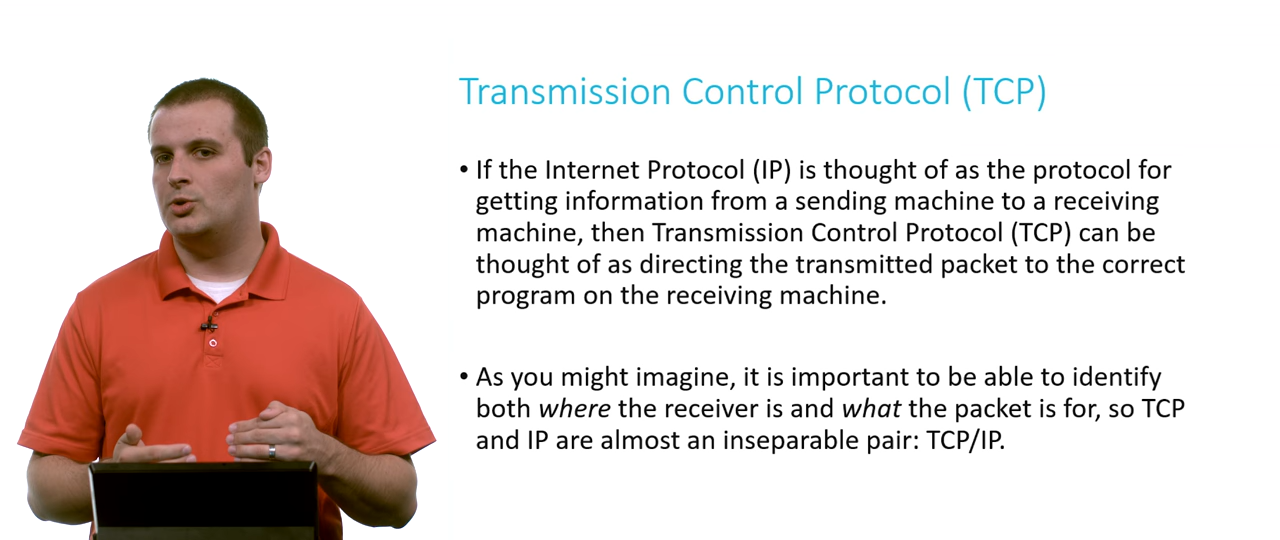 Transmission Control Protocol (TCP)
• If the Internet Protocol (IP) is thought of as the protocol for
getting information from a sending machine to a receiving
machine, then Transmission Control Protocol (TCP) can be
thought of as directing the transmitted packet to the correct
program on the receiving machine.
• As you might imagine, it is important to be able to identify
both where the receiver is and what the packet is for, so TCP
and IP are almost an inseparable pair: TCP/IP.